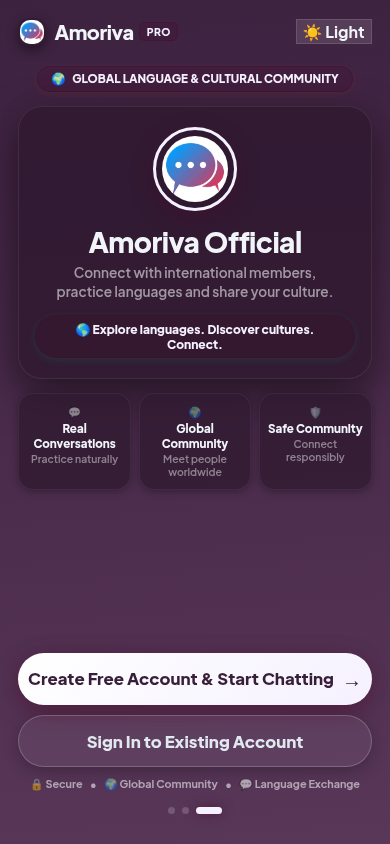 Amoriva PRO
☀️ Light
🌍 GLOBAL LANGUAGE & CULTURAL COMMUNITY
Amoriva Official
Connect with international members,
practice languages and share your culture.
🌎 Explore languages. Discover cultures.
Connect.
💬
Real
Conversations
Practice naturally
🌍
Global
Community
Meet people
worldwide
🛡️
Safe Community
Connect
responsibly
Create Free Account & Start Chatting →
Sign In to Existing Account
🔒 Secure • 🌍 Global Community • 💬 Language Exchange